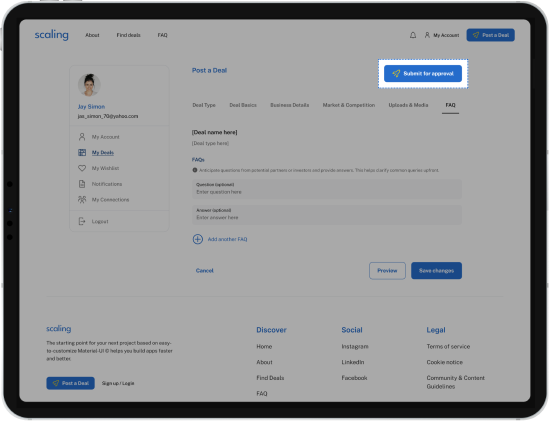 scaling
About
Find deals
FAQ
My Account
Post a Deal
Post a Deal
Submit for approval
Jay Simon
jas_simon_78@yahoo.com
My Account
My Deals
My Wishlist
Notifications
My Connections
Logout
Deal Type
Deal Basics
Business Details
Market & Competition
Uploads & Media
FAQ
[Deal name here]
[Deal type here]
FAQs
Anticipate questions from potential partners or investors and provide answers. This helps clarify common queries upfront.
Question (optional)
Enter question here
Answer (optional)
Enter answer here
Add another FAQ
Cancel
Preview
Save changes
scaling
The starting point for your next project based on easy-
to-customize Material-UI © helps you build apps faster
and better.
Post a Deal
Sign up / Login
Discover
Home
About
Find Deals
FAQ
Social
Instagram
LinkedIn
Facebook
Legal
Terms of service
Cookie notice
Community & Content
Guidelines